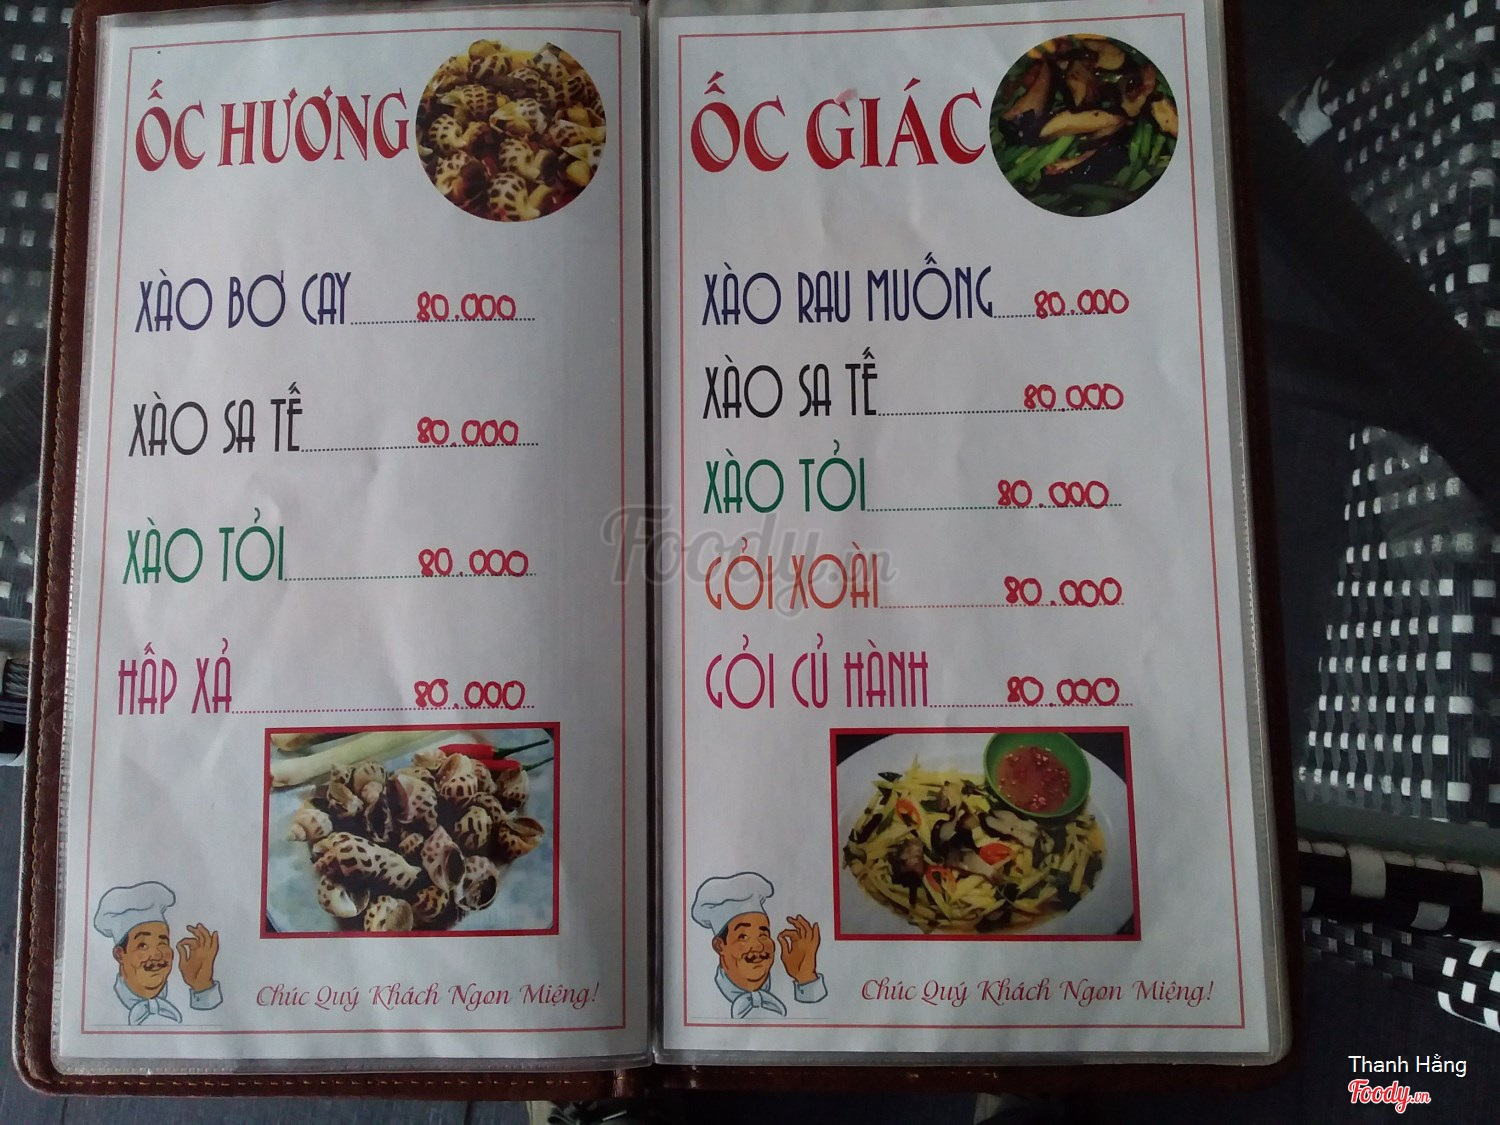 ỐC HƯƠNG
XÀO BƠ CAY 80.000
XÀO SA TẾ 80.000
XÀO TỎI 80.000
HẤP XẢ 80.000
Chúc Quý Khách Ngon Miệng!
ỐC GIÁC
XÀO RAU MUỐNG 80.000
XÀO SA TẾ 80.000
XÀO TỎI 80.000
GỎI XOÀI 80.000
GỎI CỦ HÀNH 80.000
Chúc Quý Khách Ngon Miệng!
Foody.vn
Thanh Hằng
Foody.vn